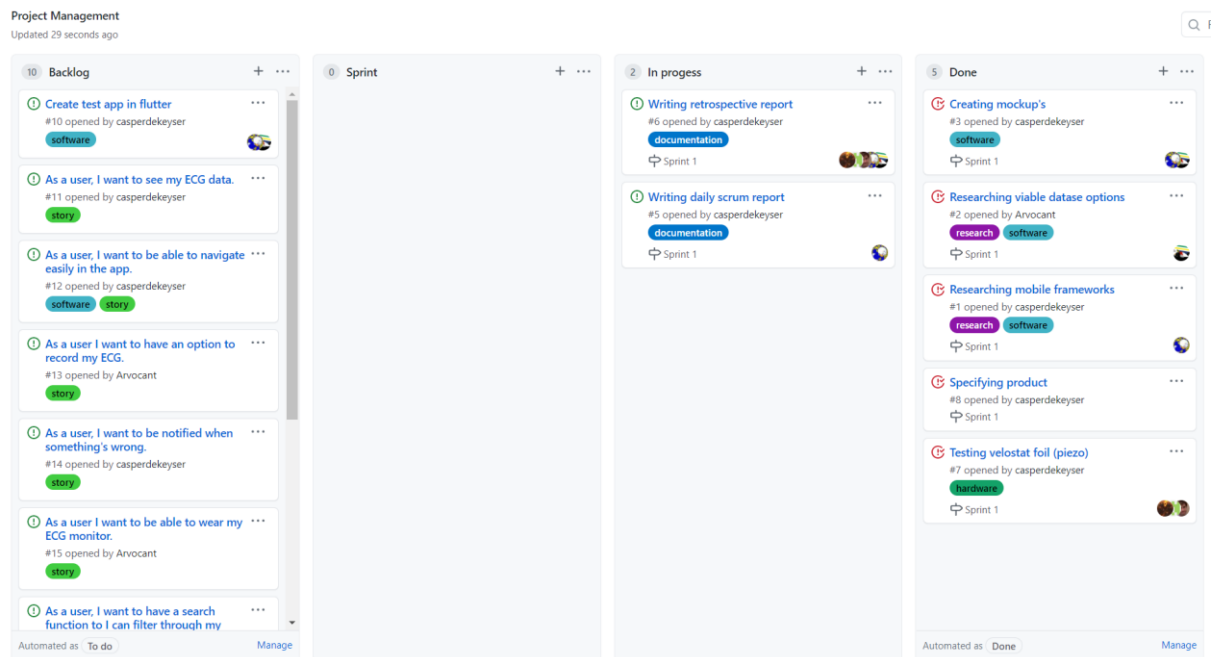 Project Management
Updated 29 seconds ago
10 Backlog
Create test app in flutter
#10 opened by casperdekeyser
software
As a user, I want to see my ECG data.
#11 opened by casperdekeyser
story
As a user, I want to be able to navigate
easily in the app.
#12 opened by casperdekeyser
software story
As a user I want to have an option to
record my ECG.
#13 opened by Arvocant
story
As a user, I want to be notified when
something's wrong.
#14 opened by casperdekeyser
story
As a user I want to be able to wear my
ECG monitor.
#15 opened by Arvocant
story
As a user, I want to have a search
function to I can filter through my
Automated as To do Manage
0 Sprint
2 In progess
Writing retrospective report
#6 opened by casperdekeyser
documentation
Sprint 1
Writing daily scrum report
#5 opened by casperdekeyser
documentation
Sprint 1
5 Done
Creating mockup's
#3 opened by casperdekeyser
software
Sprint 1
Researching viable datase options
#2 opened by Arvocant
research software
Sprint 1
Researching mobile frameworks
#1 opened by casperdekeyser
research software
Sprint 1
Specifying product
#8 opened by casperdekeyser
Sprint 1
Testing velostat foil (piezo)
#7 opened by casperdekeyser
hardware
Sprint 1
Automated as Done Manage